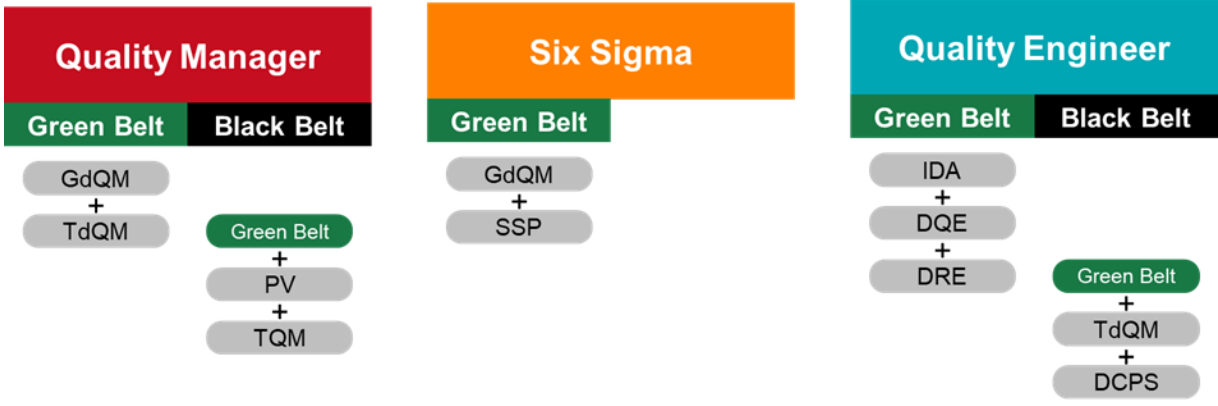 Quality Manager
Green Belt
Black Belt
GdQM
+
TdQM
Green Belt
+
PV
+
TQM
Six Sigma
Green Belt
GdQM
+
SSP
Quality Engineer
Green Belt
Black Belt
IDA
+
DQE
+
DRE
Green Belt
+
TdQM
+
DCPS